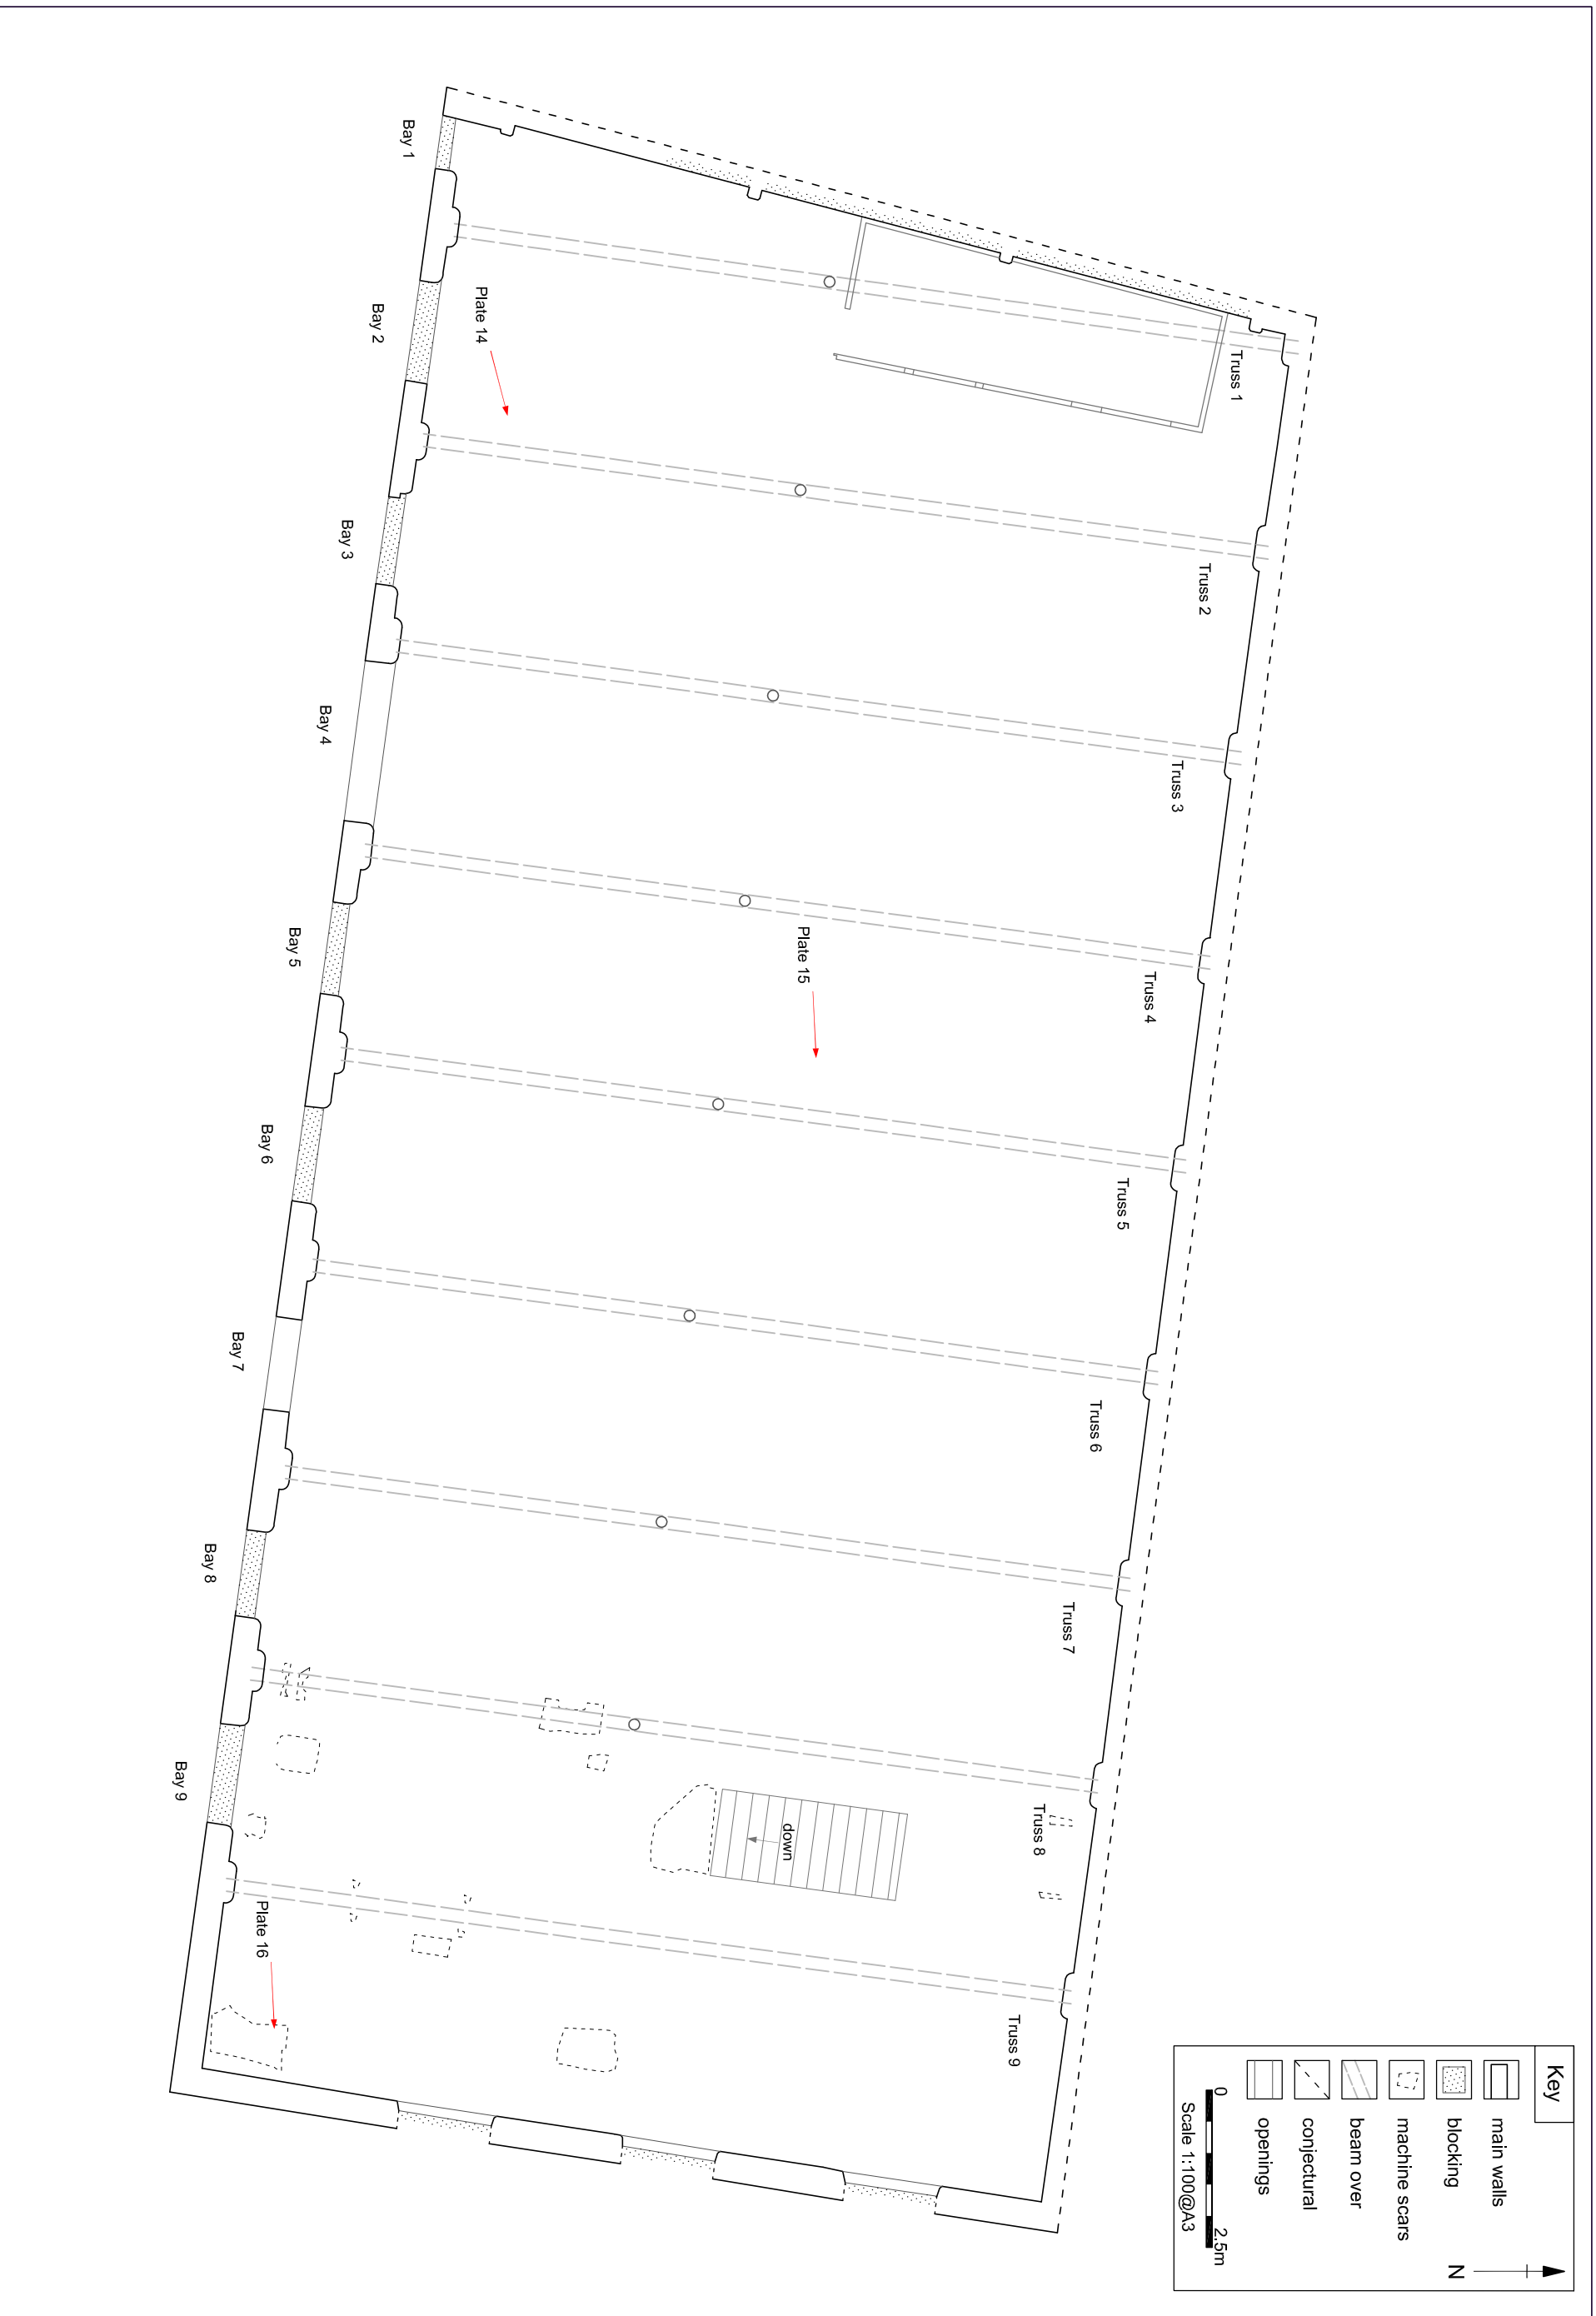 Bay 1
Bay 2
Bay 3
Bay 4
Bay 5
Bay 6
Bay 7
Bay 8
Bay 9
Plate 14
Plate 15
Plate 16
Truss 1
Truss 2
Truss 3
Truss 4
Truss 5
Truss 6
Truss 7
Truss 8
Truss 9
down
Key
main walls
blocking
machine scars
beam over
conjectural
openings
0 2.5m
Scale 1:100@A3
N